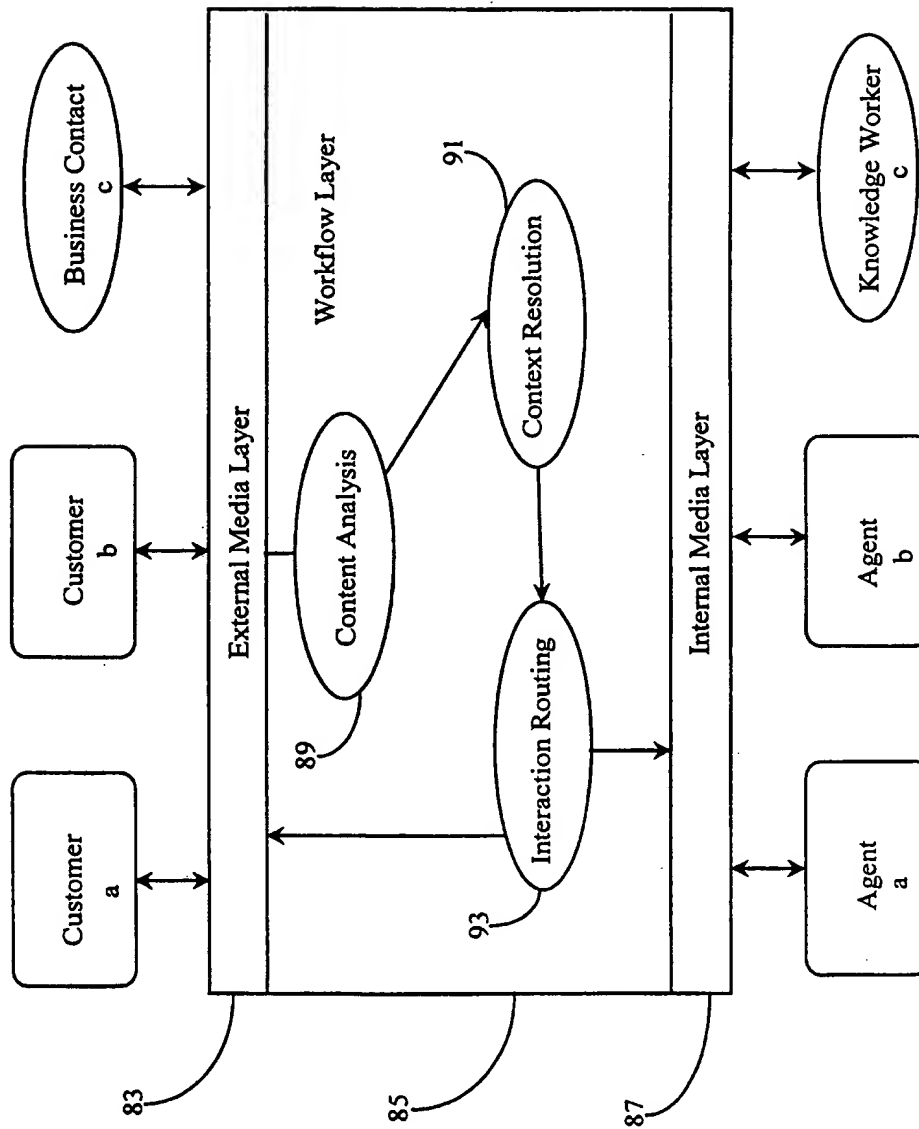 Customer
a
Customer
b
Business Contact
c
83
External Media Layer
85
Workflow Layer
89
Content Analysis
91
Context Resolution
93
Interaction Routing
87
Internal Media Layer
Agent
a
Agent
b
Knowledge Worker
c